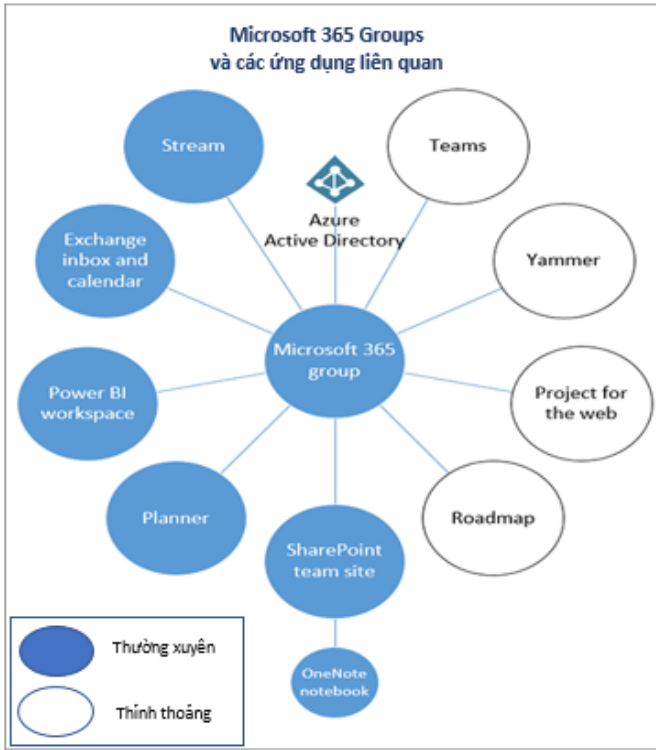 Microsoft 365 Groups
và các ứng dụng liên quan
Stream
Teams
Azure
Active Directory
Exchange
inbox and
calendar
Yammer
Microsoft 365
group
Power BI
workspace
Project for
the web
Planner
Roadmap
SharePoint
team site
OneNote
notebook
Thường xuyên
Thỉnh thoảng